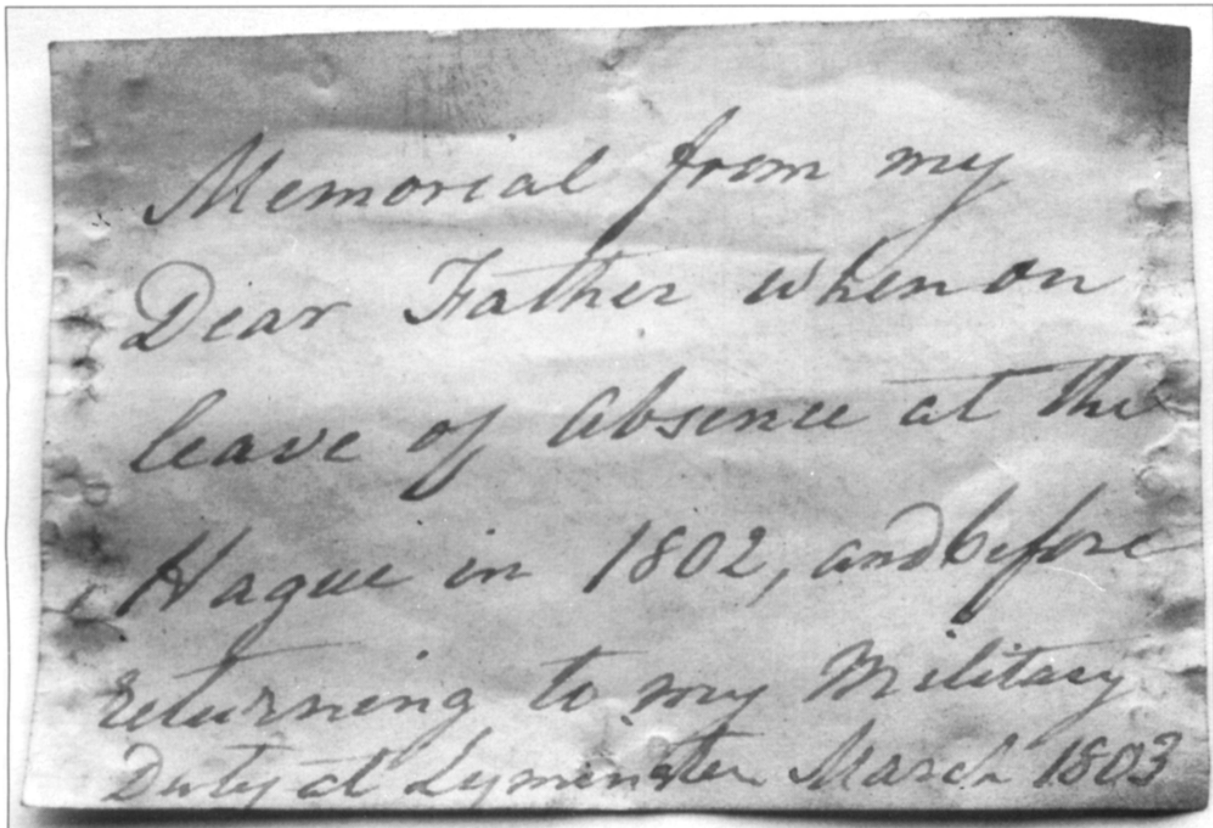 Memorial from my
Dear Father when on
leave of absence at the
Hague in 1802, and before
returning to my Military
Duty at Lymington March 1803